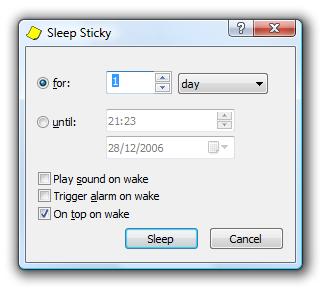 Sleep Sticky
for: 1 day
until: 21:23
28/12/2006
Play sound on wake
Trigger alarm on wake
On top on wake
Sleep Cancel